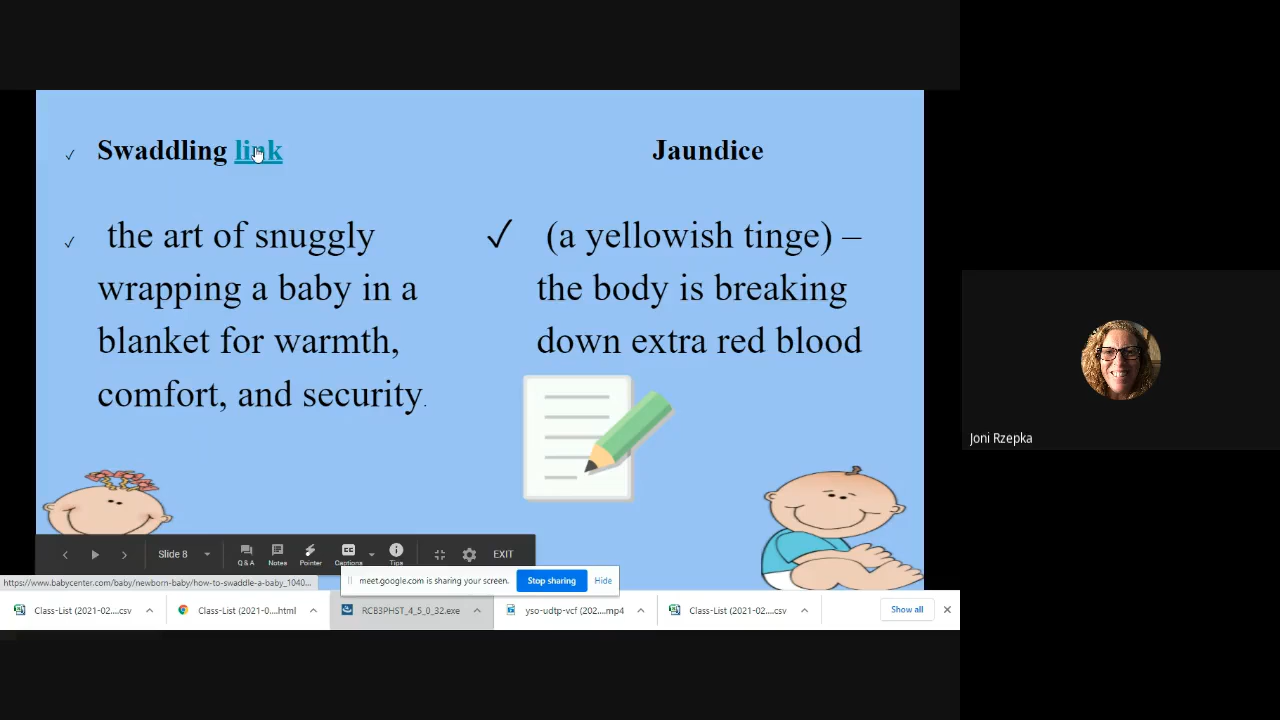 ✓ Swaddling link
✓ the art of snuggly
wrapping a baby in a
blanket for warmth,
comfort, and security.
Jaundice
✓ (a yellowish tinge) –
the body is breaking
down extra red blood
Joni Rzepka
Slide 8
Q & A
Notes
Pointer
CC
Captions
Tips
EXIT
https://www.babycenter.com/baby/newborn-baby/how-to-swaddle-a-baby_1040...
meet.google.com is sharing your screen.
Stop sharing
Hide
Class-List (2021-02....csv
Class-List (2021-0....html
RCB3PHST_4_5_0_32.exe
yso-udtp-vcf (202....mp4
Class-List (2021-02....csv
Show all